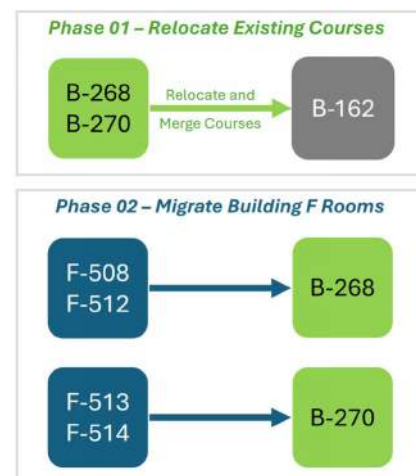 Phase 01 – Relocate Existing Courses
B-268
B-270
Relocate and
Merge Courses
B-162
Phase 02 – Migrate Building F Rooms
F-508
F-512
B-268
F-513
F-514
B-270